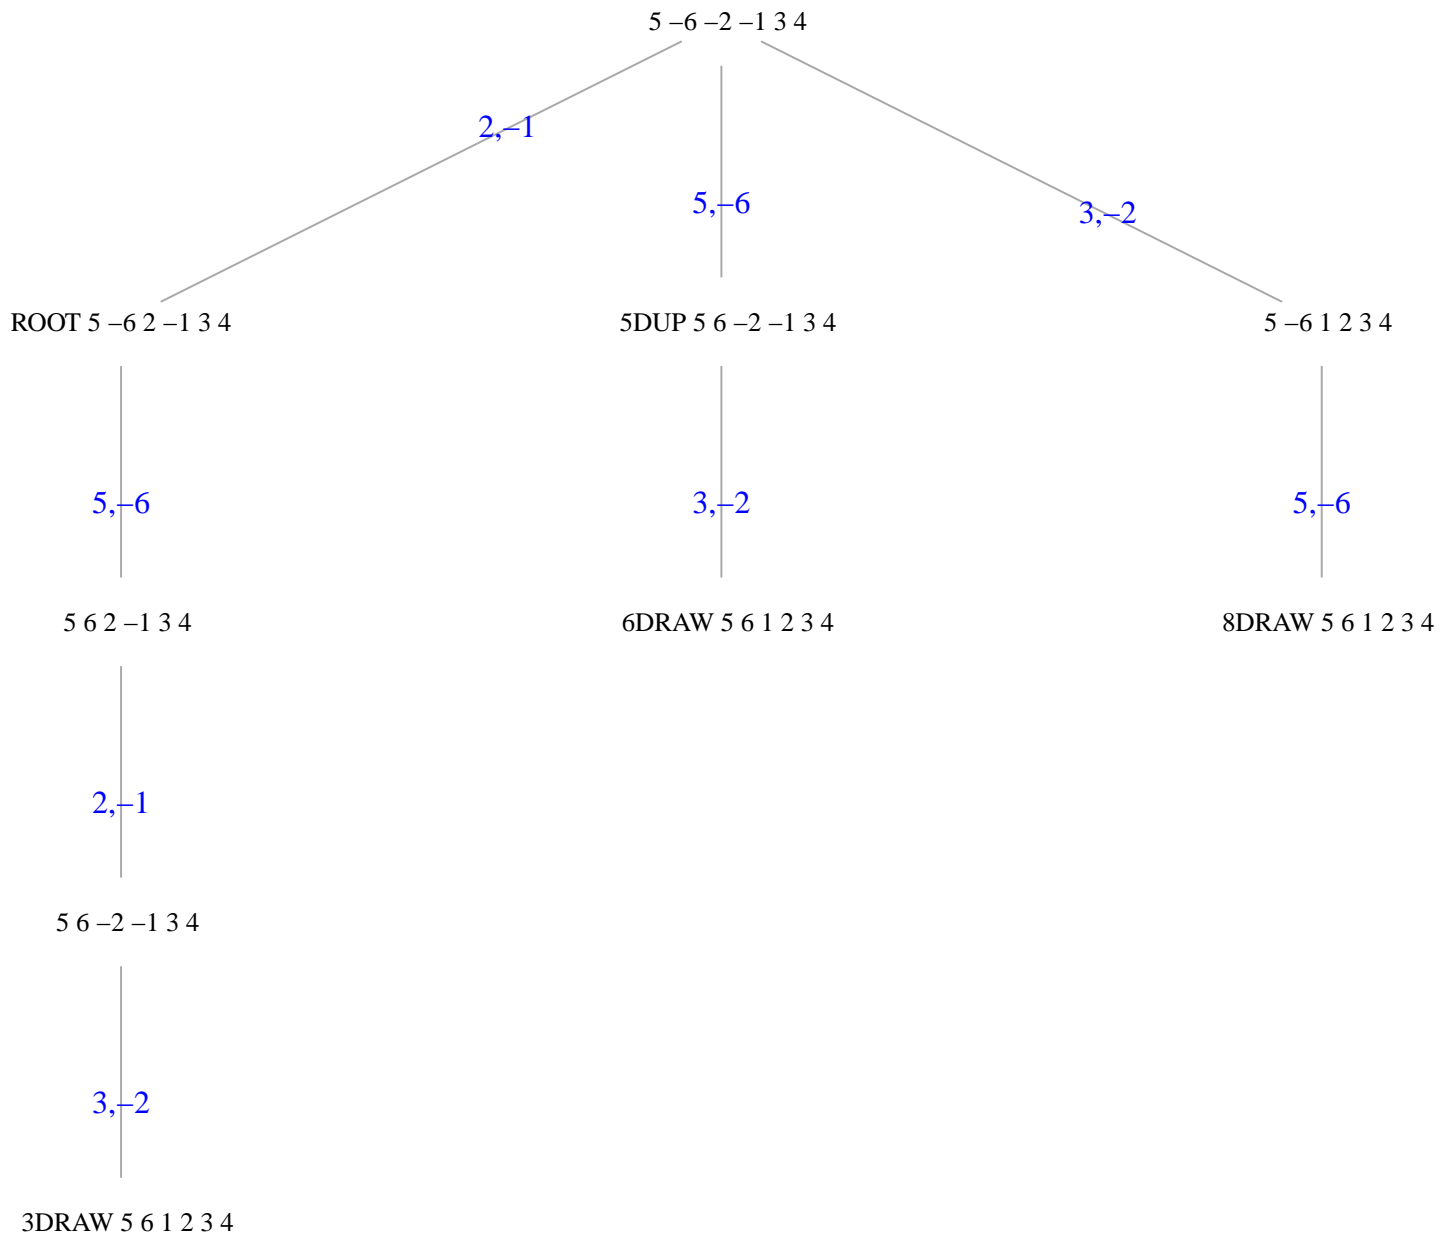 5 –6 –2 –1 3 4
2,–1
5,–6
3,–2
ROOT 5 –6 2 –1 3 4
5DUP 5 6 –2 –1 3 4
5 –6 1 2 3 4
5,–6
3,–2
5,–6
5 6 2 –1 3 4
6DRAW 5 6 1 2 3 4
8DRAW 5 6 1 2 3 4
2,–1
5 6 –2 –1 3 4
3,–2
3DRAW 5 6 1 2 3 4